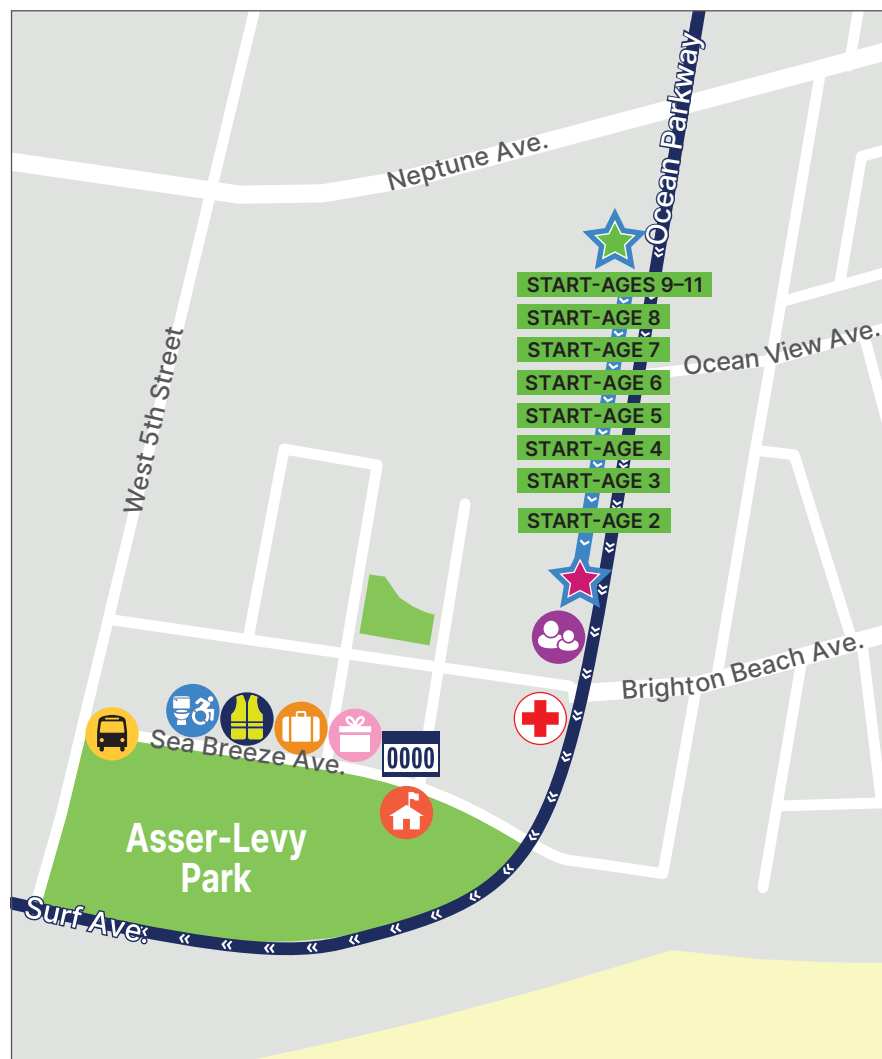 Ocean Parkway
Neptune Ave.
START-AGES 9–11
START-AGE 8
START-AGE 7
Ocean View Ave.
START-AGE 6
START-AGE 5
START-AGE 4
START-AGE 3
START-AGE 2
West 5th Street
Brighton Beach Ave.
Sea Breeze Ave.
0000
Asser-Levy
Park
Surf Ave.